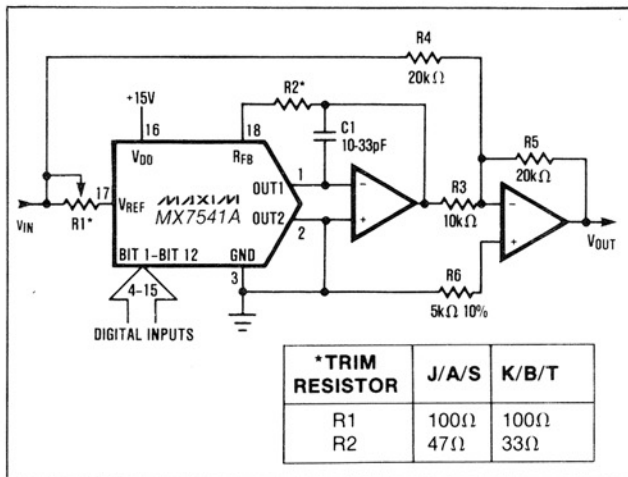 R4
20kΩ
+15V
R2*
16
18
C1
10-33pF
R5
20kΩ
VDD
RFB
1
OUT1
R3
10kΩ
17
VREF
MAXIM
MX7541A
OUT2
2
VIN
R1*
VOUT
BIT 1-BIT 12
GND
3
R6
5kΩ 10%
4-15
DIGITAL INPUTS
*TRIM RESISTOR J/A/S K/B/T
R1 100Ω 100Ω
R2 47Ω 33Ω